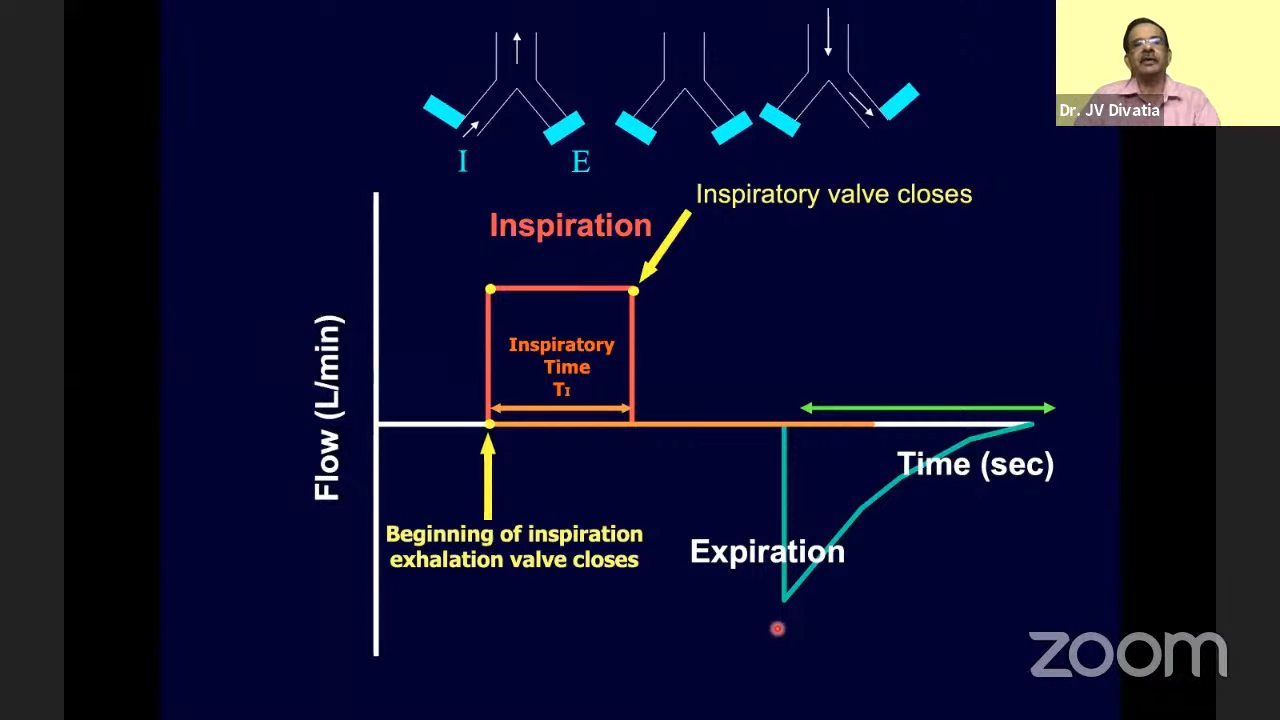 Dr. JV Divatia
I
E
Inspiratory valve closes
Inspiration
Inspiratory
Time
TI
Flow (L/min)
Time (sec)
Beginning of inspiration
exhalation valve closes
Expiration
zoom